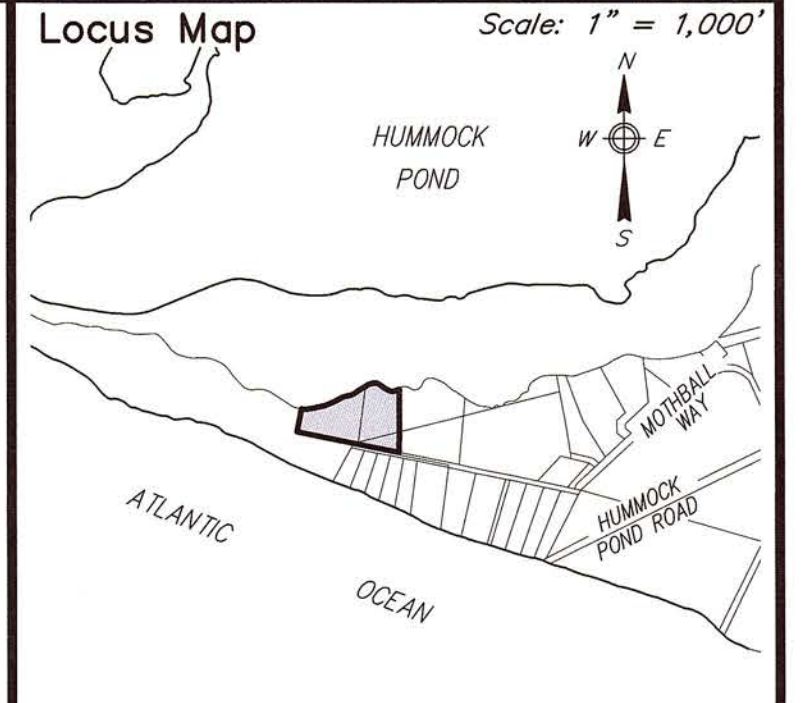 Locus Map
Scale: 1" = 1,000'
N
W E
S
HUMMOCK
POND
MOTHBALL
WAY
HUMMOCK
POND ROAD
ATLANTIC
OCEAN